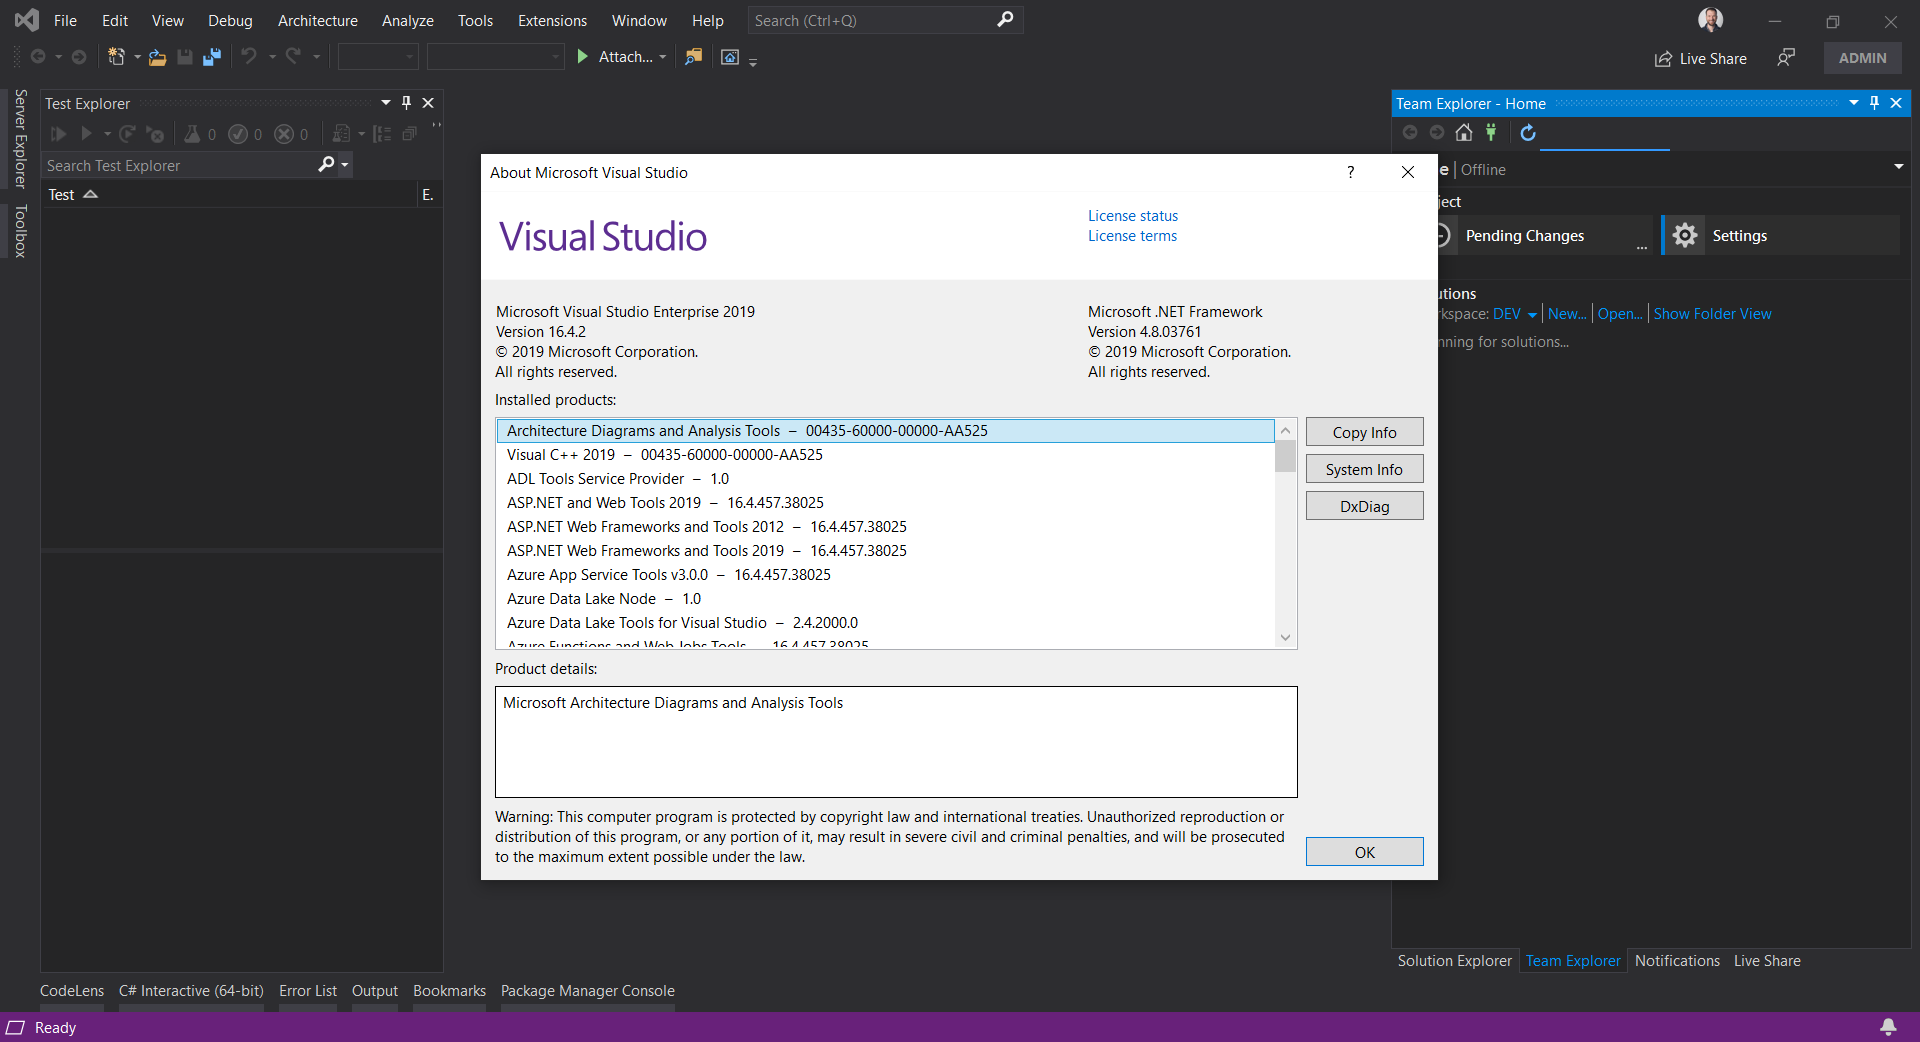 File Edit View Debug Architecture Analyze Tools Extensions Window Help Search (Ctrl+Q)
Attach...
Live Share
ADMIN
Server Explorer
Toolbox
Test Explorer
0 0 0
Search Test Explorer
Test E.
Team Explorer - Home
e | Offline
ject
Pending Changes ...
Settings
utions
kspace: DEV New... Open... Show Folder View
nning for solutions...
About Microsoft Visual Studio ?
Visual Studio
License status
License terms
Microsoft Visual Studio Enterprise 2019
Version 16.4.2
© 2019 Microsoft Corporation.
All rights reserved.
Microsoft .NET Framework
Version 4.8.03761
© 2019 Microsoft Corporation.
All rights reserved.
Installed products:
Architecture Diagrams and Analysis Tools – 00435-60000-00000-AA525
Visual C++ 2019 – 00435-60000-00000-AA525
ADL Tools Service Provider – 1.0
ASP.NET and Web Tools 2019 – 16.4.457.38025
ASP.NET Web Frameworks and Tools 2012 – 16.4.457.38025
ASP.NET Web Frameworks and Tools 2019 – 16.4.457.38025
Azure App Service Tools v3.0.0 – 16.4.457.38025
Azure Data Lake Node – 1.0
Azure Data Lake Tools for Visual Studio – 2.4.2000.0
Azure Functions and Web Jobs Tools – 16.4.457.38025
Copy Info
System Info
DxDiag
Product details:
Microsoft Architecture Diagrams and Analysis Tools
Warning: This computer program is protected by copyright law and international treaties. Unauthorized reproduction or
distribution of this program, or any portion of it, may result in severe civil and criminal penalties, and will be prosecuted
to the maximum extent possible under the law.
OK
Solution Explorer Team Explorer Notifications Live Share
CodeLens C# Interactive (64-bit) Error List Output Bookmarks Package Manager Console
Ready